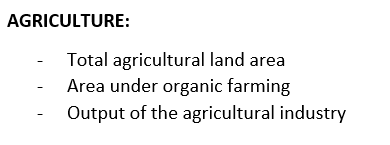 AGRICULTURE:
- Total agricultural land area
- Area under organic farming
- Output of the agricultural industry